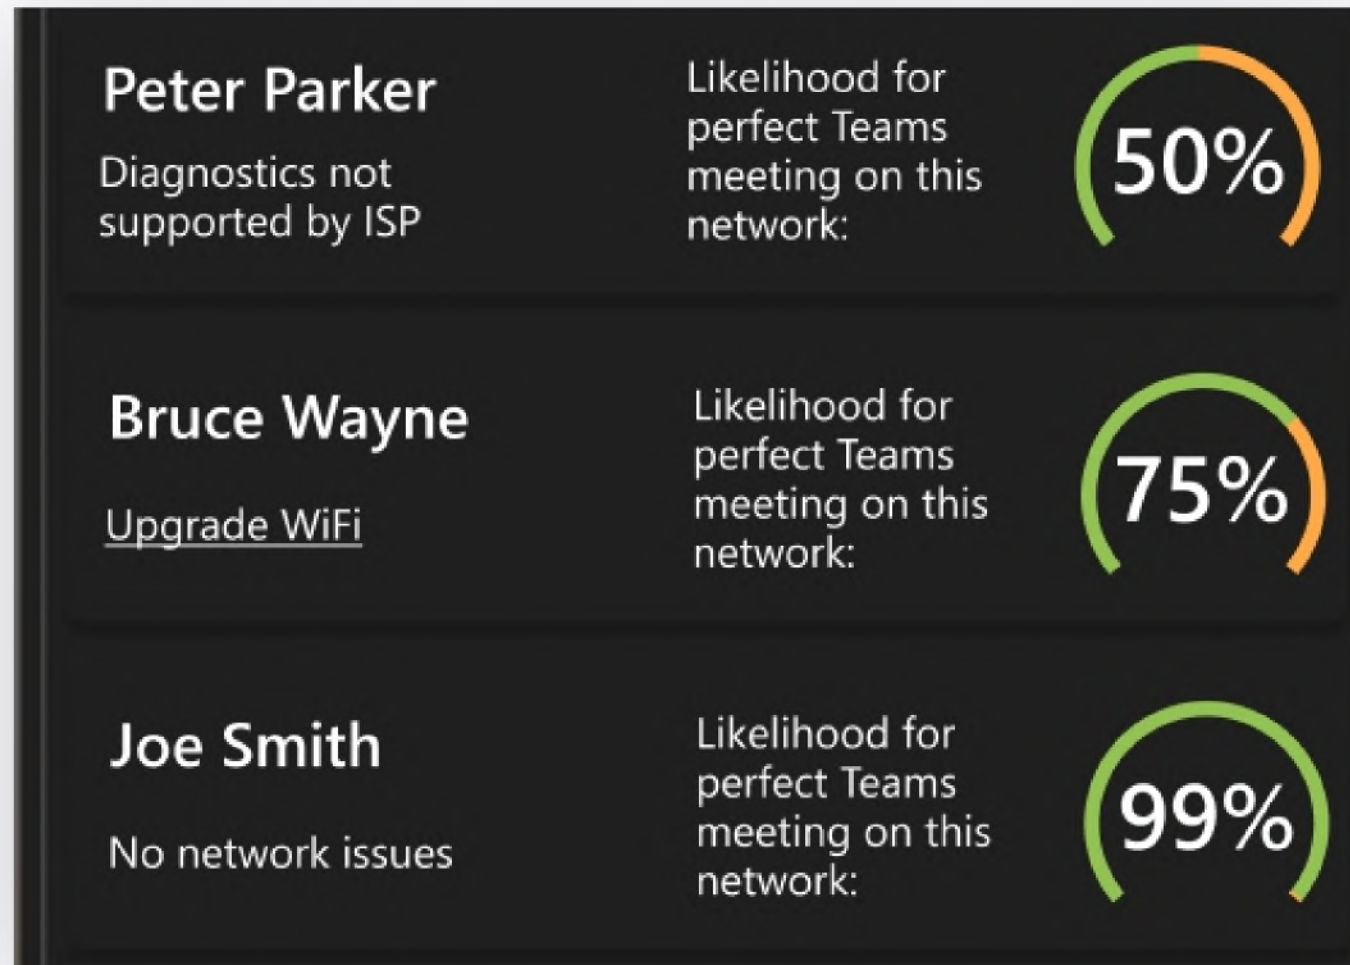 Peter Parker
Diagnostics not
supported by ISP
Likelihood for
perfect Teams
meeting on this
network:
50%
Bruce Wayne
Upgrade WiFi
Likelihood for
perfect Teams
meeting on this
network:
75%
Joe Smith
No network issues
Likelihood for
perfect Teams
meeting on this
network:
99%